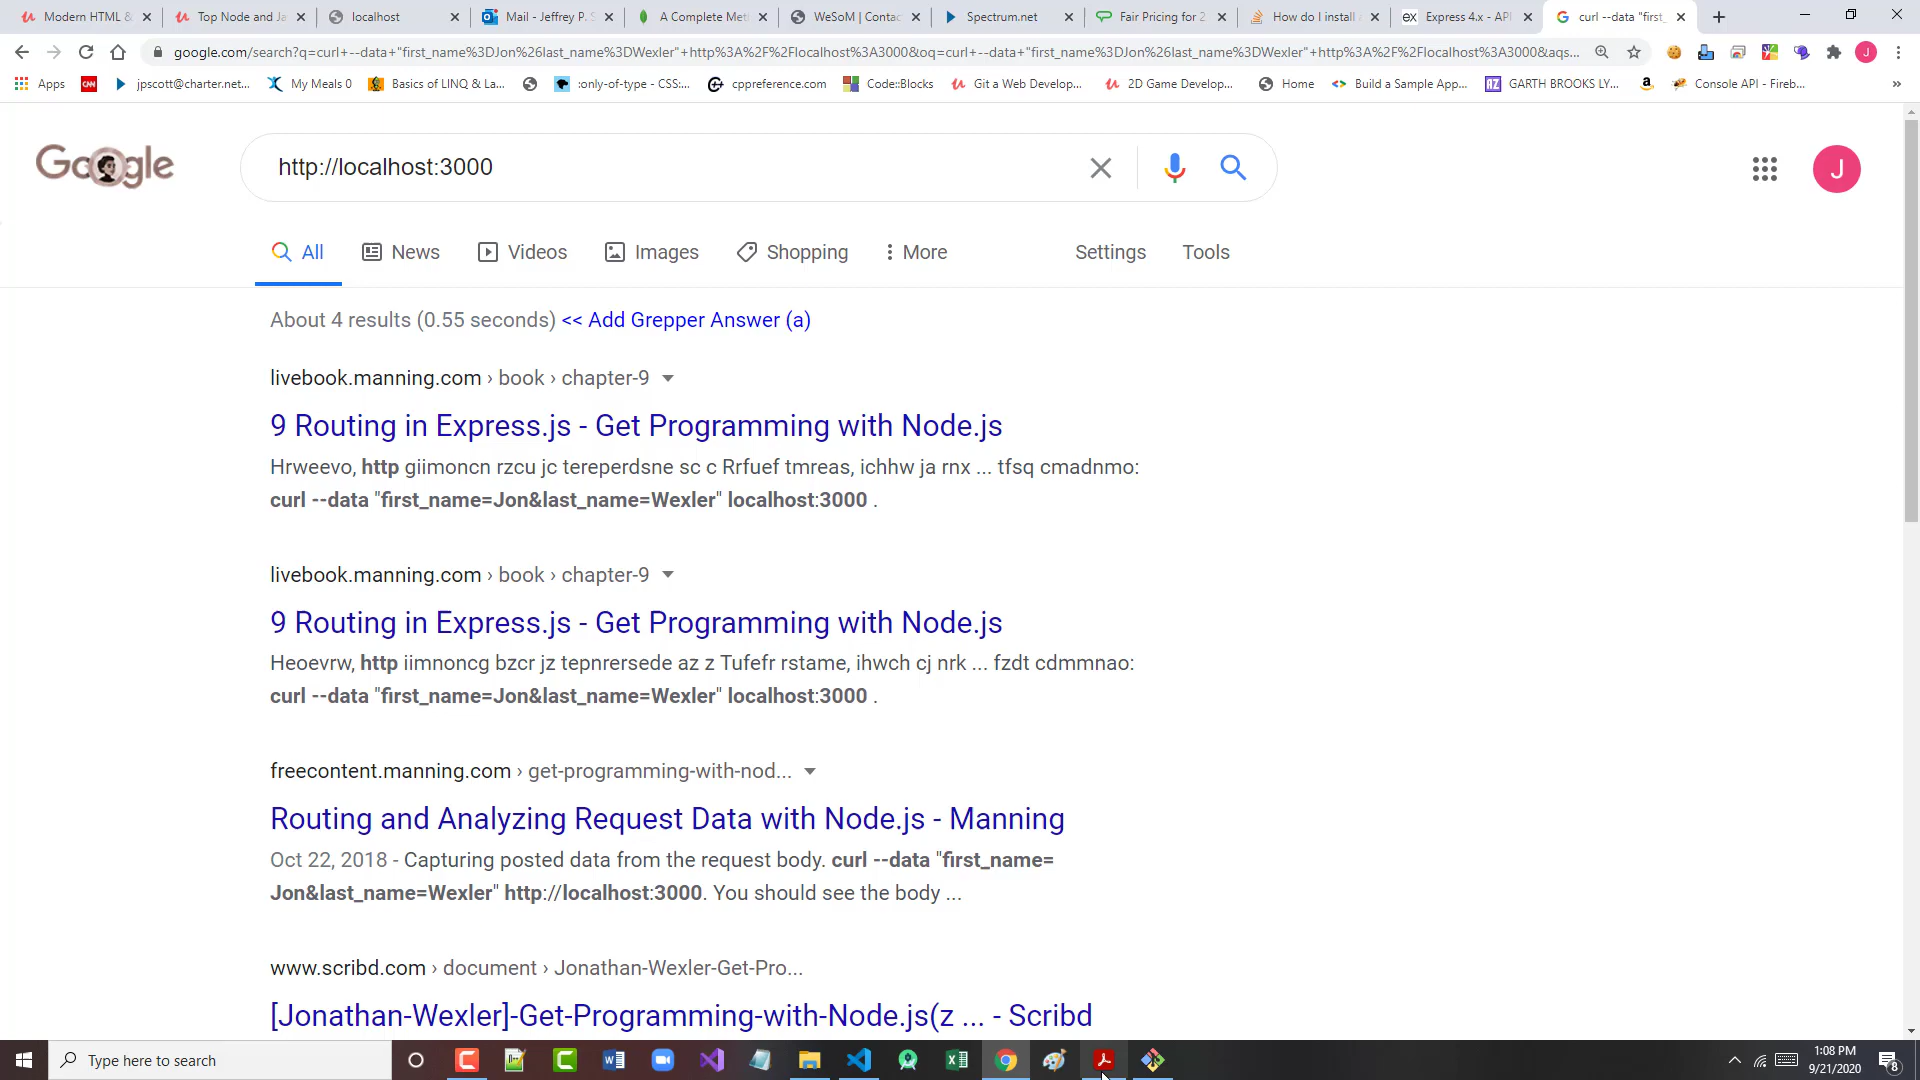 Modern HTML &
Top Node and Ja
localhost
Mail - Jeffrey P. S
A Complete Met
WeSoM | Contac
Spectrum.net
Fair Pricing for 2
How do I install
Express 4.x - API
curl --data "first_
google.com/search?q=curl+--data+"first_name%3DJon%26last_name%3DWexler"+http%3A%2F%2Flocalhost%3A3000&oq=curl+--data+"first_name%3DJon%26last_name%3DWexler"+http%3A%2F%2Flocalhost%3A3000&aqs...
Apps
CNN
jpscott@charter.net...
My Meals 0
Basics of LINQ & La...
:only-of-type - CSS:...
cppreference.com
Code::Blocks
Git a Web Develop...
2D Game Develop...
Home
Build a Sample App...
AZ
GARTH BROOKS LY...
Console API - Fireb...
»
Google
http://localhost:3000
J
All
News
Videos
Images
Shopping
More
Settings
Tools
About 4 results (0.55 seconds) << Add Grepper Answer (a)
livebook.manning.com › book › chapter-9
9 Routing in Express.js - Get Programming with Node.js
Hrweevo, http giimoncn rzcu jc tereperdsne sc c Rrfuef tmreas, ichhw ja rnx ... tfsq cmadnmo:
curl --data "first_name=Jon&last_name=Wexler" localhost:3000 .
livebook.manning.com › book › chapter-9
9 Routing in Express.js - Get Programming with Node.js
Heoevrw, http iimnoncg bzcr jz tepnrersede az z Tufefr rstame, ihwch cj nrk ... fzdt cdmmnao:
curl --data "first_name=Jon&last_name=Wexler" localhost:3000 .
freecontent.manning.com › get-programming-with-nod...
Routing and Analyzing Request Data with Node.js - Manning
Oct 22, 2018 - Capturing posted data from the request body. curl --data "first_name=
Jon&last_name=Wexler" http://localhost:3000. You should see the body ...
www.scribd.com › document › Jonathan-Wexler-Get-Pro...
[Jonathan-Wexler]-Get-Programming-with-Node.js(z ... - Scribd
Type here to search
1:08 PM
9/21/2020
8